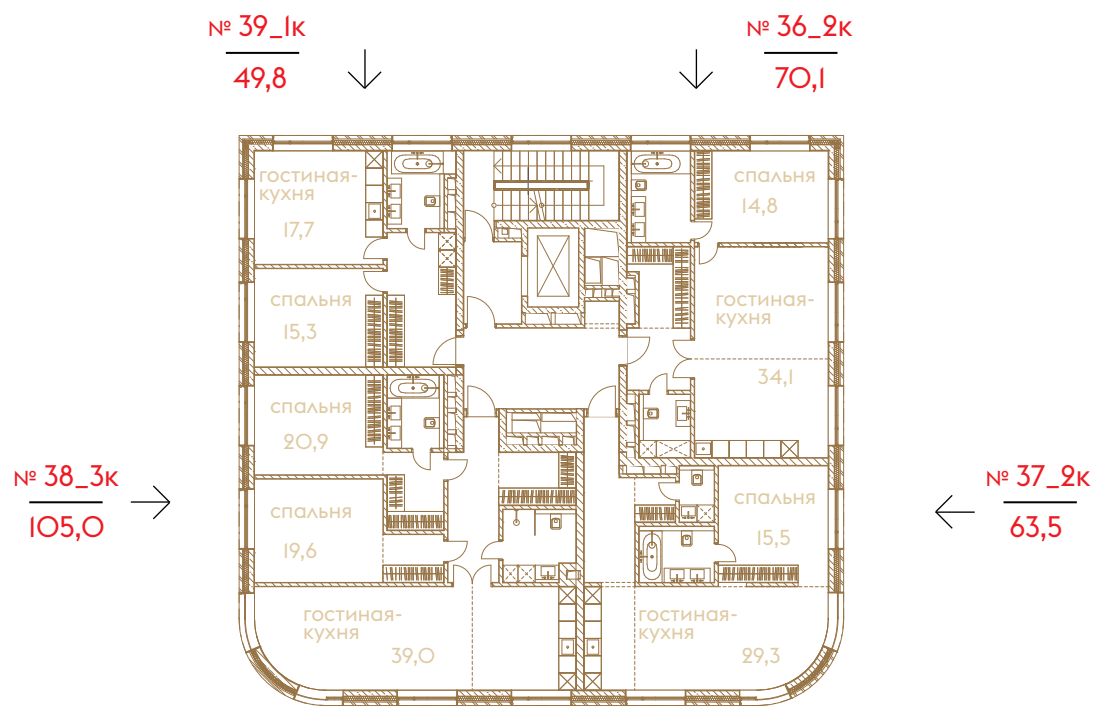 № 39_1к
49,8
№ 36_2к
70,1
гостиная-
кухня
17,7
спальня
14,8
спальня
15,3
гостиная-
кухня
34,1
спальня
20,9
№ 38_3к
105,0
спальня
19,6
спальня
15,5
№ 37_2к
63,5
гостиная-
кухня
39,0
гостиная-
кухня
29,3